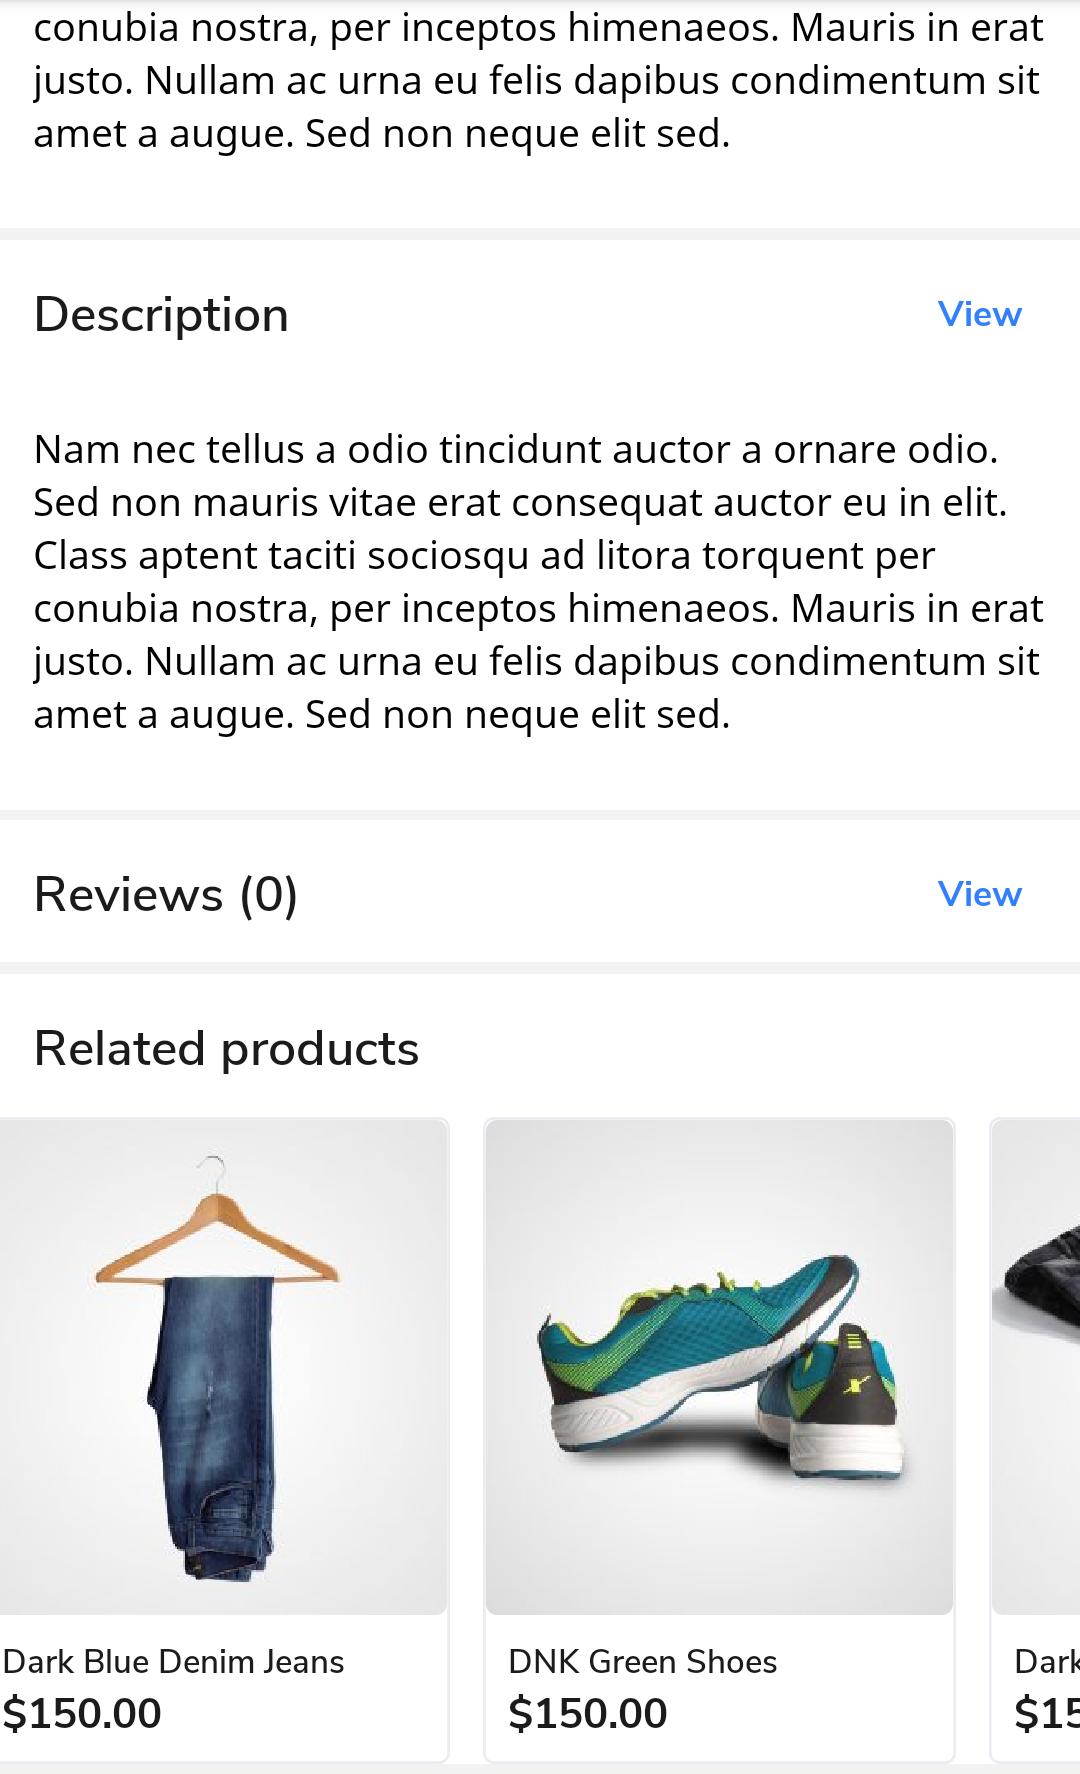 conubia nostra, per inceptos himenaeos. Mauris in erat
justo. Nullam ac urna eu felis dapibus condimentum sit
amet a augue. Sed non neque elit sed.
Description
View
Nam nec tellus a odio tincidunt auctor a ornare odio.
Sed non mauris vitae erat consequat auctor eu in elit.
Class aptent taciti sociosqu ad litora torquent per
conubia nostra, per inceptos himenaeos. Mauris in erat
justo. Nullam ac urna eu felis dapibus condimentum sit
amet a augue. Sed non neque elit sed.
Reviews (0)
View
Related products
Dark Blue Denim Jeans
$150.00
DNK Green Shoes
$150.00
Dark
$15